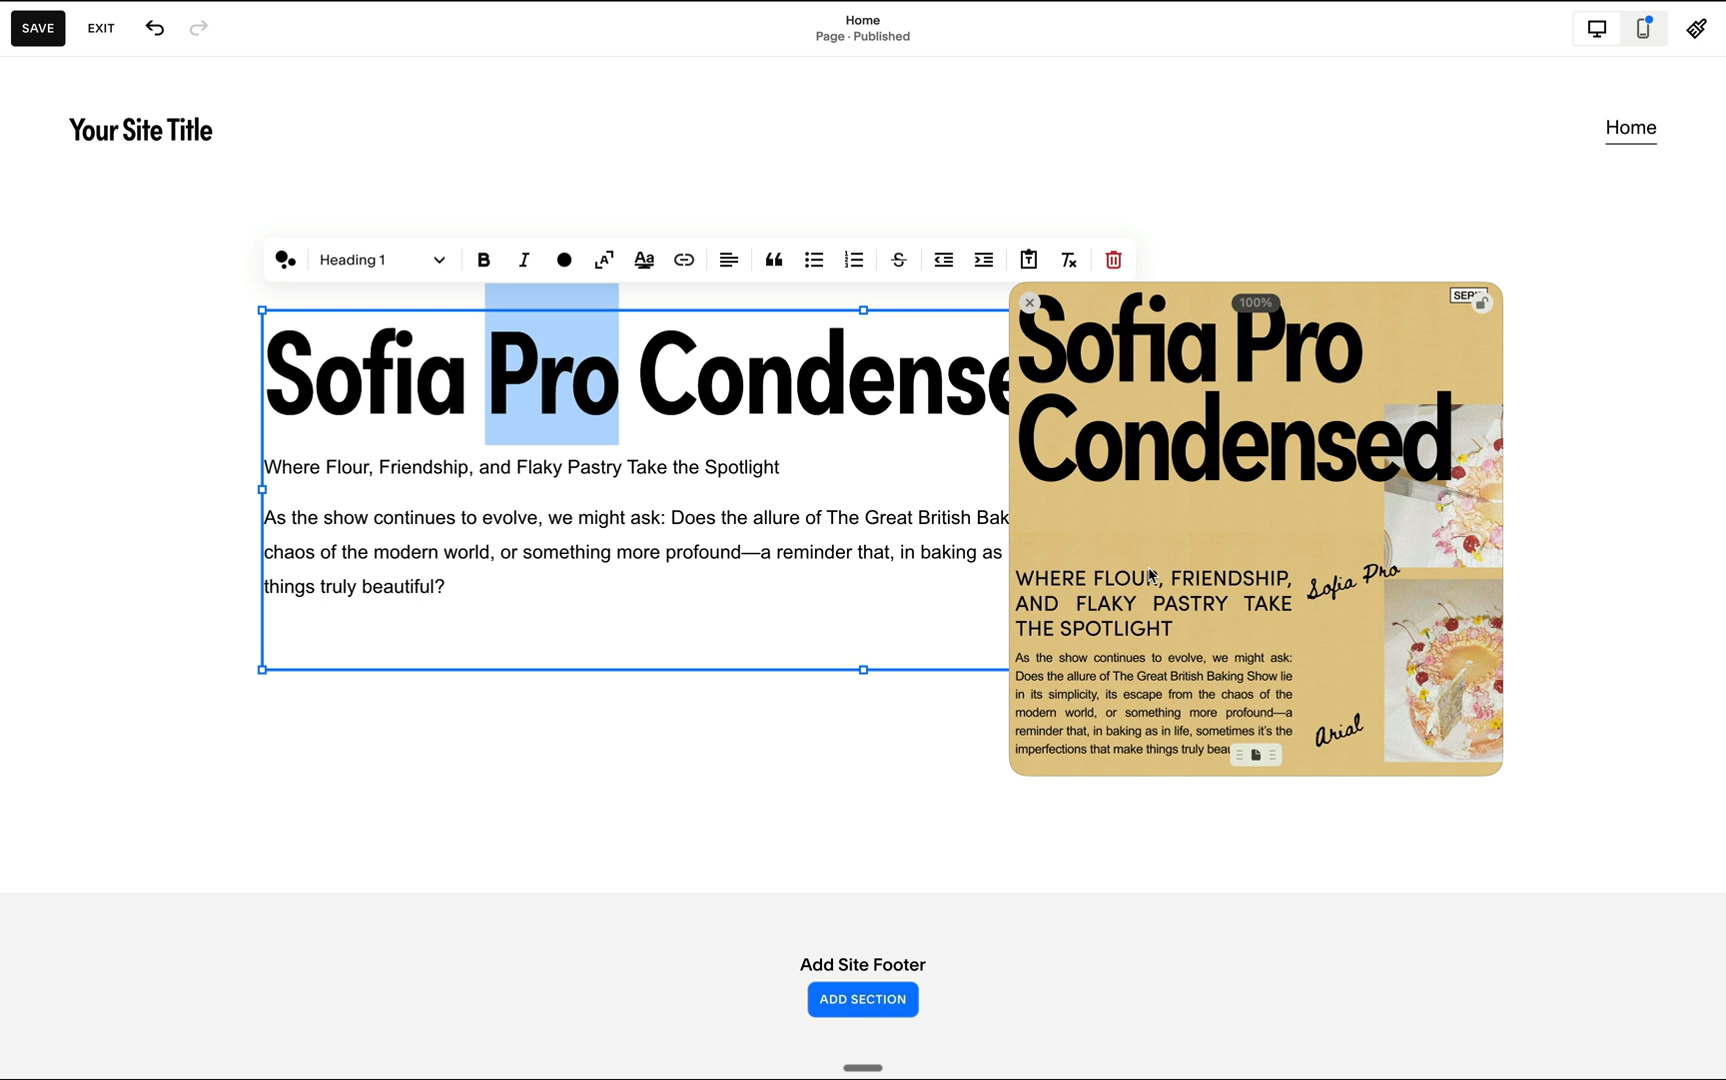 SAVE
EXIT
Home
Page · Published
Your Site Title
Home
Heading 1
Sofia Pro Condense
Where Flour, Friendship, and Flaky Pastry Take the Spotlight
As the show continues to evolve, we might ask: Does the allure of The Great British Bak
chaos of the modern world, or something more profound—a reminder that, in baking as
things truly beautiful?
100%
Sofia Pro
Condensed
WHERE FLOUR, FRIENDSHIP,
AND FLAKY PASTRY TAKE
THE SPOTLIGHT
Sofia Pro
As the show continues to evolve, we might ask:
Does the allure of The Great British Baking Show lie
in its simplicity, its escape from the chaos of the
modern world, or something more profound—a
reminder that, in baking as in life, sometimes it's the
imperfections that make things truly beau
Arial
Add Site Footer
ADD SECTION